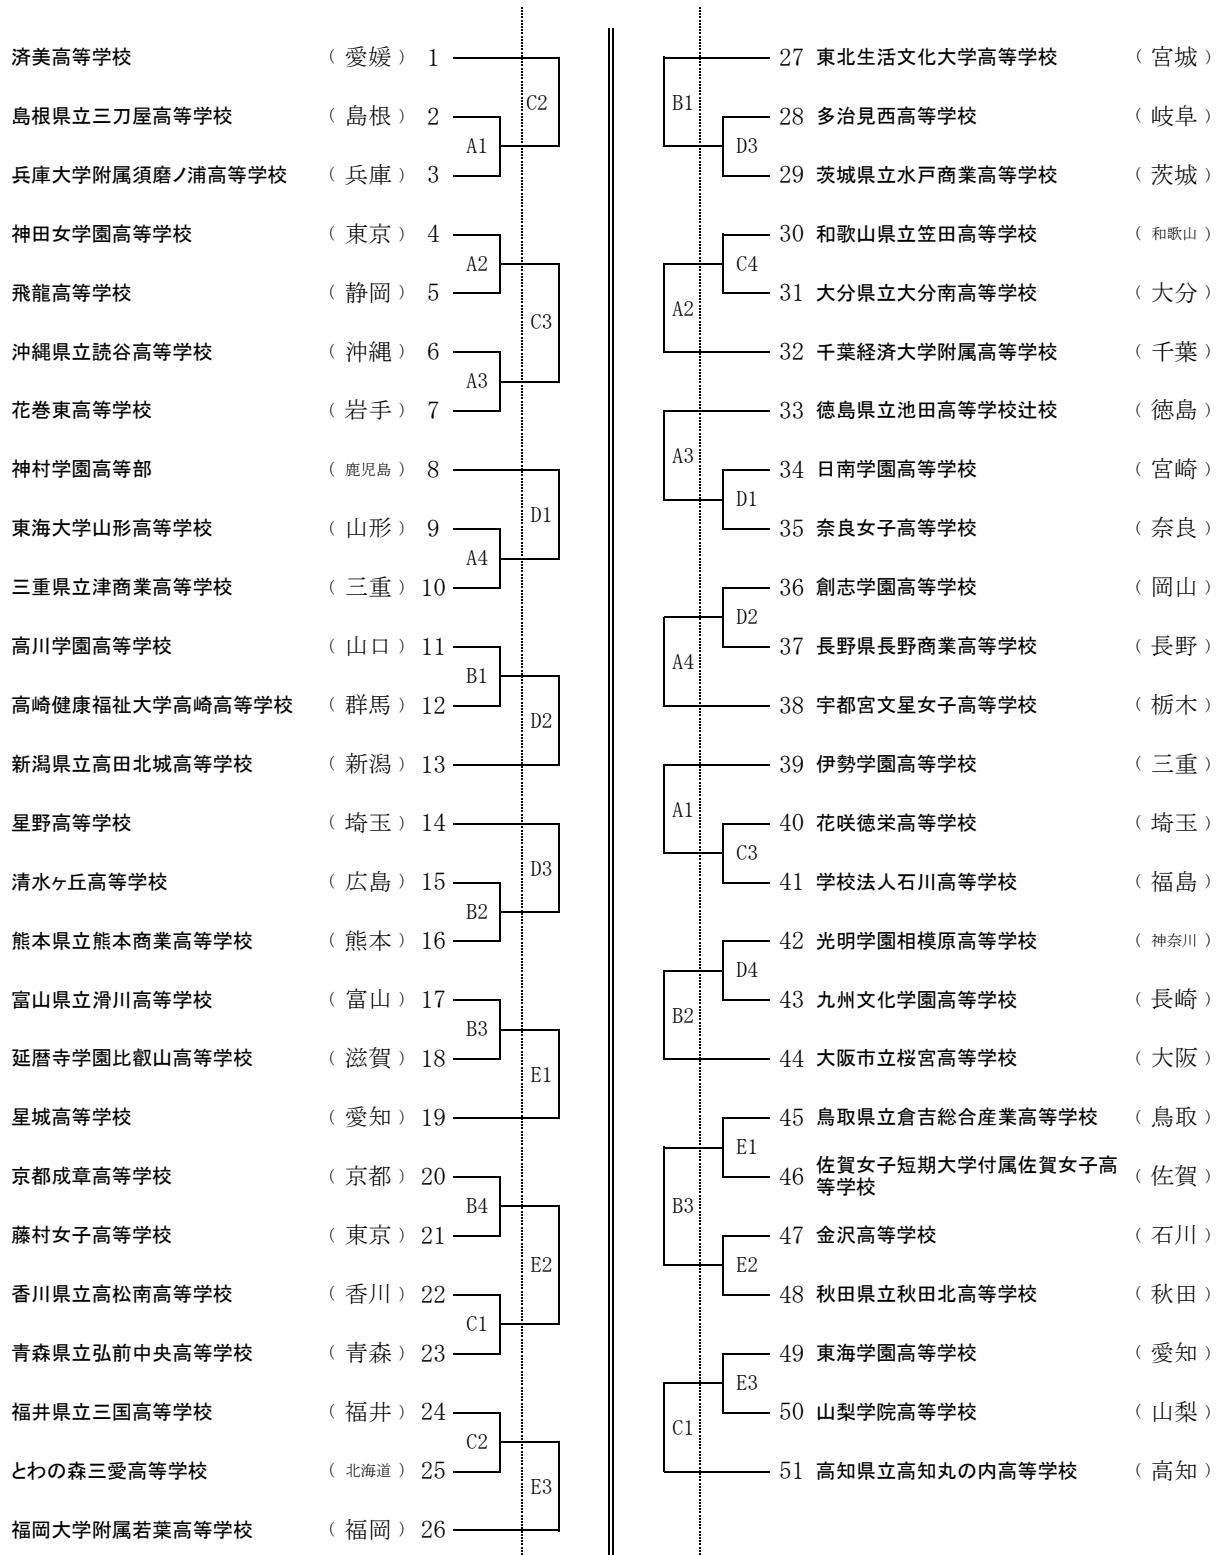 済美高等学校 （ 愛媛 ） 1
C2
島根県立三刀屋高等学校 （ 島根 ） 2
A1
兵庫大学附属須磨ノ浦高等学校 （ 兵庫 ） 3
神田女学園高等学校 （ 東京 ） 4
A2
飛龍高等学校 （ 静岡 ） 5
C3
沖縄県立読谷高等学校 （ 沖縄 ） 6
A3
花巻東高等学校 （ 岩手 ） 7
神村学園高等部 （ 鹿児島 ） 8
D1
東海大学山形高等学校 （ 山形 ） 9
A4
三重県立津商業高等学校 （ 三重 ） 10
高川学園高等学校 （ 山口 ） 11
B1
高崎健康福祉大学高崎高等学校 （ 群馬 ） 12
D2
新潟県立高田北城高等学校 （ 新潟 ） 13
星野高等学校 （ 埼玉 ） 14
D3
清水ヶ丘高等学校 （ 広島 ） 15
B2
熊本県立熊本商業高等学校 （ 熊本 ） 16
富山県立滑川高等学校 （ 富山 ） 17
B3
延暦寺学園比叡山高等学校 （ 滋賀 ） 18
E1
星城高等学校 （ 愛知 ） 19
京都成章高等学校 （ 京都 ） 20
B4
藤村女子高等学校 （ 東京 ） 21
E2
香川県立高松南高等学校 （ 香川 ） 22
C1
青森県立弘前中央高等学校 （ 青森 ） 23
福井県立三国高等学校 （ 福井 ） 24
C2
とわの森三愛高等学校 （ 北海道 ） 25
E3
福岡大学附属若葉高等学校 （ 福岡 ） 26
27 東北生活文化大学高等学校 （ 宮城 ）
B1
28 多治見西高等学校 （ 岐阜 ）
D3
29 茨城県立水戸商業高等学校 （ 茨城 ）
30 和歌山県立笠田高等学校 （ 和歌山 ）
C4
31 大分県立大分南高等学校 （ 大分 ）
A2
32 千葉経済大学附属高等学校 （ 千葉 ）
33 徳島県立池田高等学校辻校 （ 徳島 ）
A3
34 日南学園高等学校 （ 宮崎 ）
D1
35 奈良女子高等学校 （ 奈良 ）
36 創志学園高等学校 （ 岡山 ）
D2
37 長野県長野商業高等学校 （ 長野 ）
A4
38 宇都宮文星女子高等学校 （ 栃木 ）
39 伊勢学園高等学校 （ 三重 ）
A1
40 花咲徳栄高等学校 （ 埼玉 ）
C3
41 学校法人石川高等学校 （ 福島 ）
42 光明学園相模原高等学校 （ 神奈川 ）
D4
43 九州文化学園高等学校 （ 長崎 ）
B2
44 大阪市立桜宮高等学校 （ 大阪 ）
45 鳥取県立倉吉総合産業高等学校 （ 鳥取 ）
E1
46 佐賀女子短期大学付属佐賀女子高
等学校 （ 佐賀 ）
B3
47 金沢高等学校 （ 石川 ）
E2
48 秋田県立秋田北高等学校 （ 秋田 ）
49 東海学園高等学校 （ 愛知 ）
E3
50 山梨学院高等学校 （ 山梨 ）
C1
51 高知県立高知丸の内高等学校 （ 高知 ）